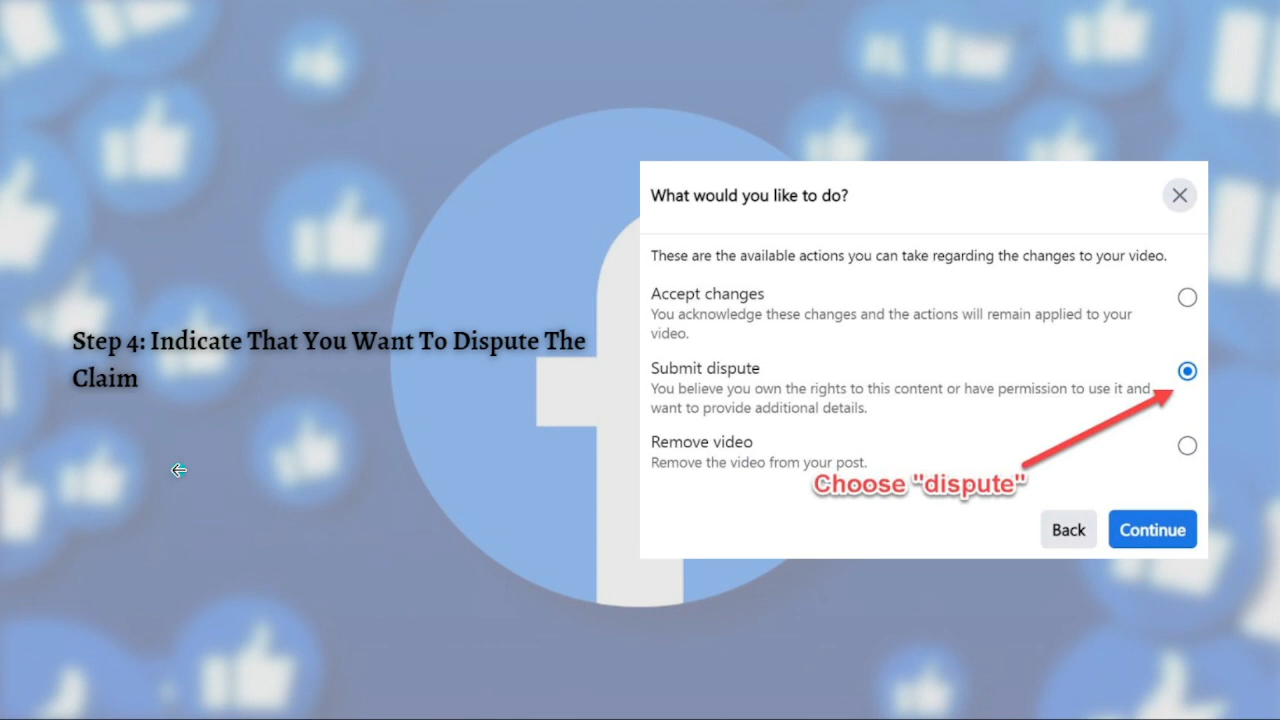 Step 4: Indicate That You Want To Dispute The
Claim
What would you like to do?
These are the available actions you can take regarding the changes to your video.
Accept changes
You acknowledge these changes and the actions will remain applied to your
video.
Submit dispute
You believe you own the rights to this content or have permission to use it and
want to provide additional details.
Remove video
Remove the video from your post.
Choose "dispute"
Back
Continue